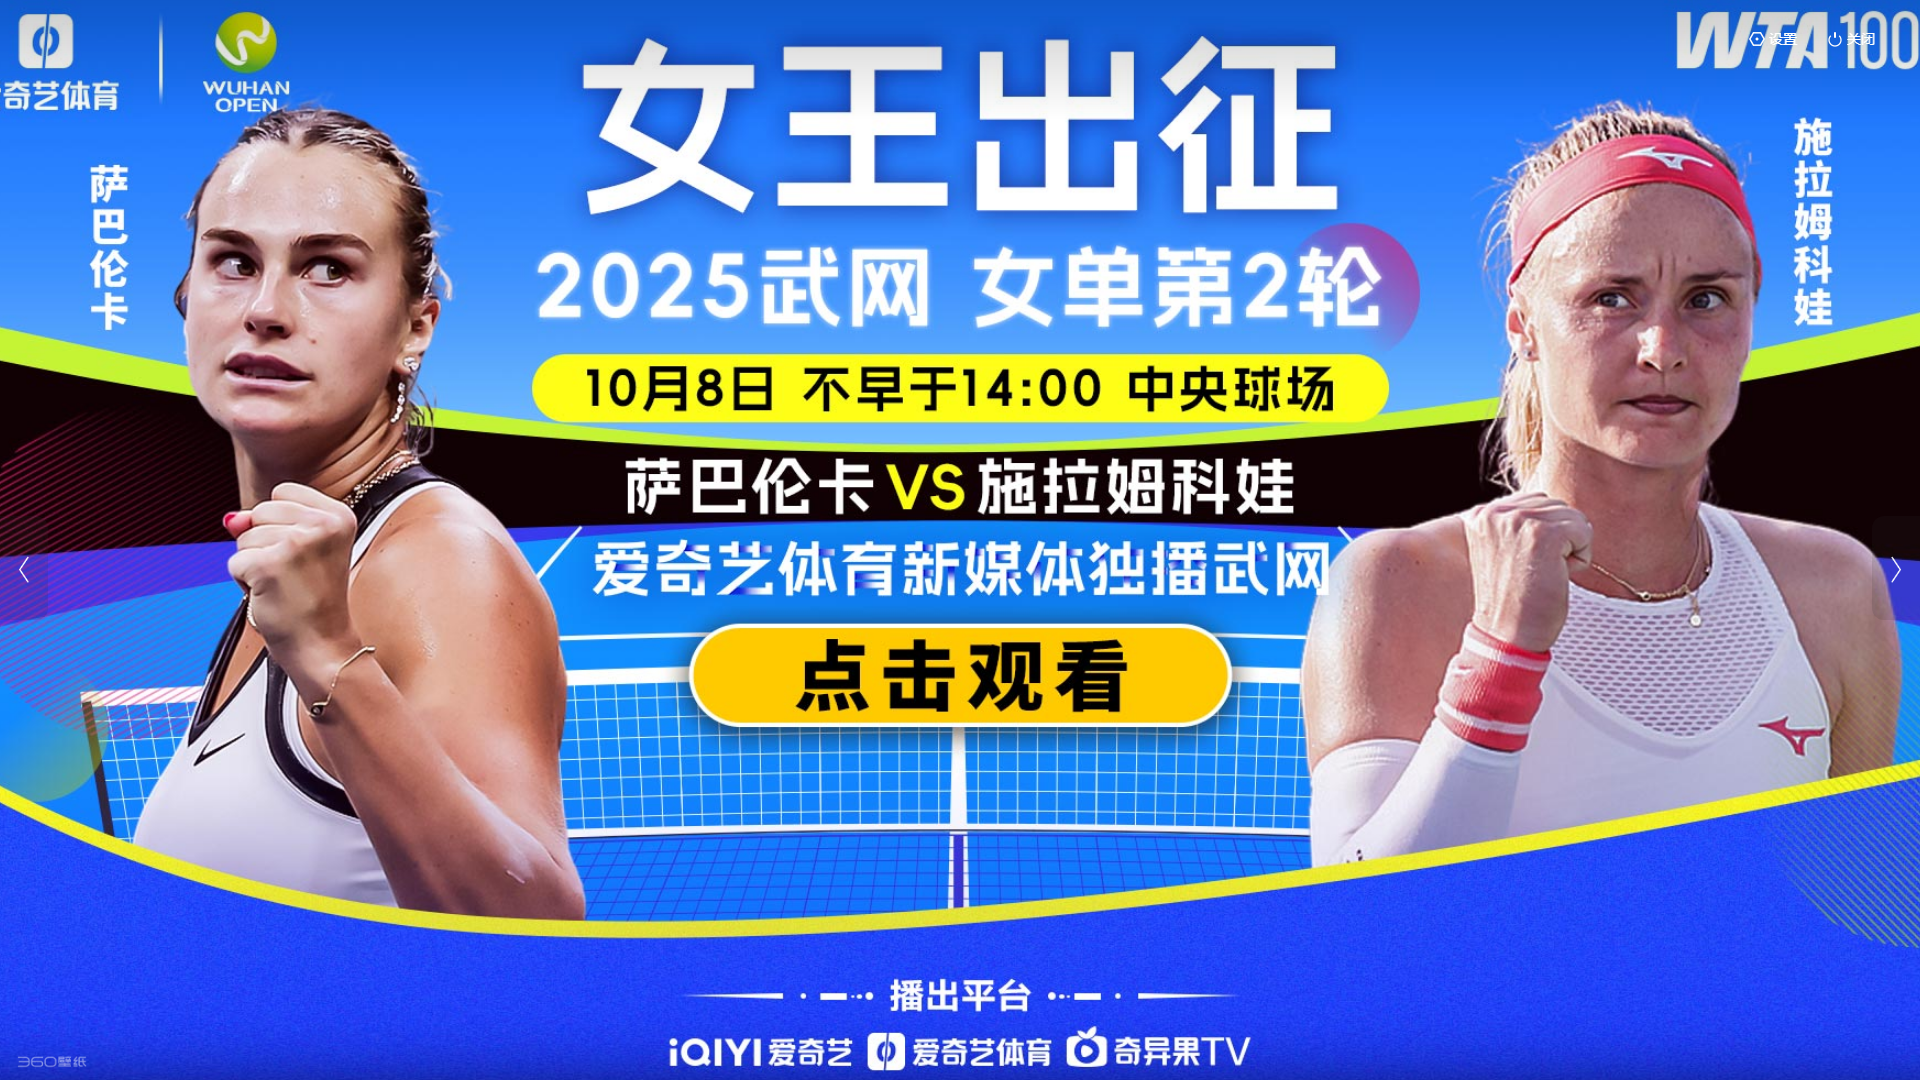 奇艺体育
WUHAN
OPEN
WTA100
设置
关闭
女王出征
萨巴伦卡
施拉姆科娃
2025武网 女单第2轮
10月8日 不早于14:00 中央球场
萨巴伦卡VS施拉姆科娃
爱奇艺体育新媒体独播武网
点击观看
播出平台
iQIYI爱奇艺 爱奇艺体育 奇异果TV
360壁纸